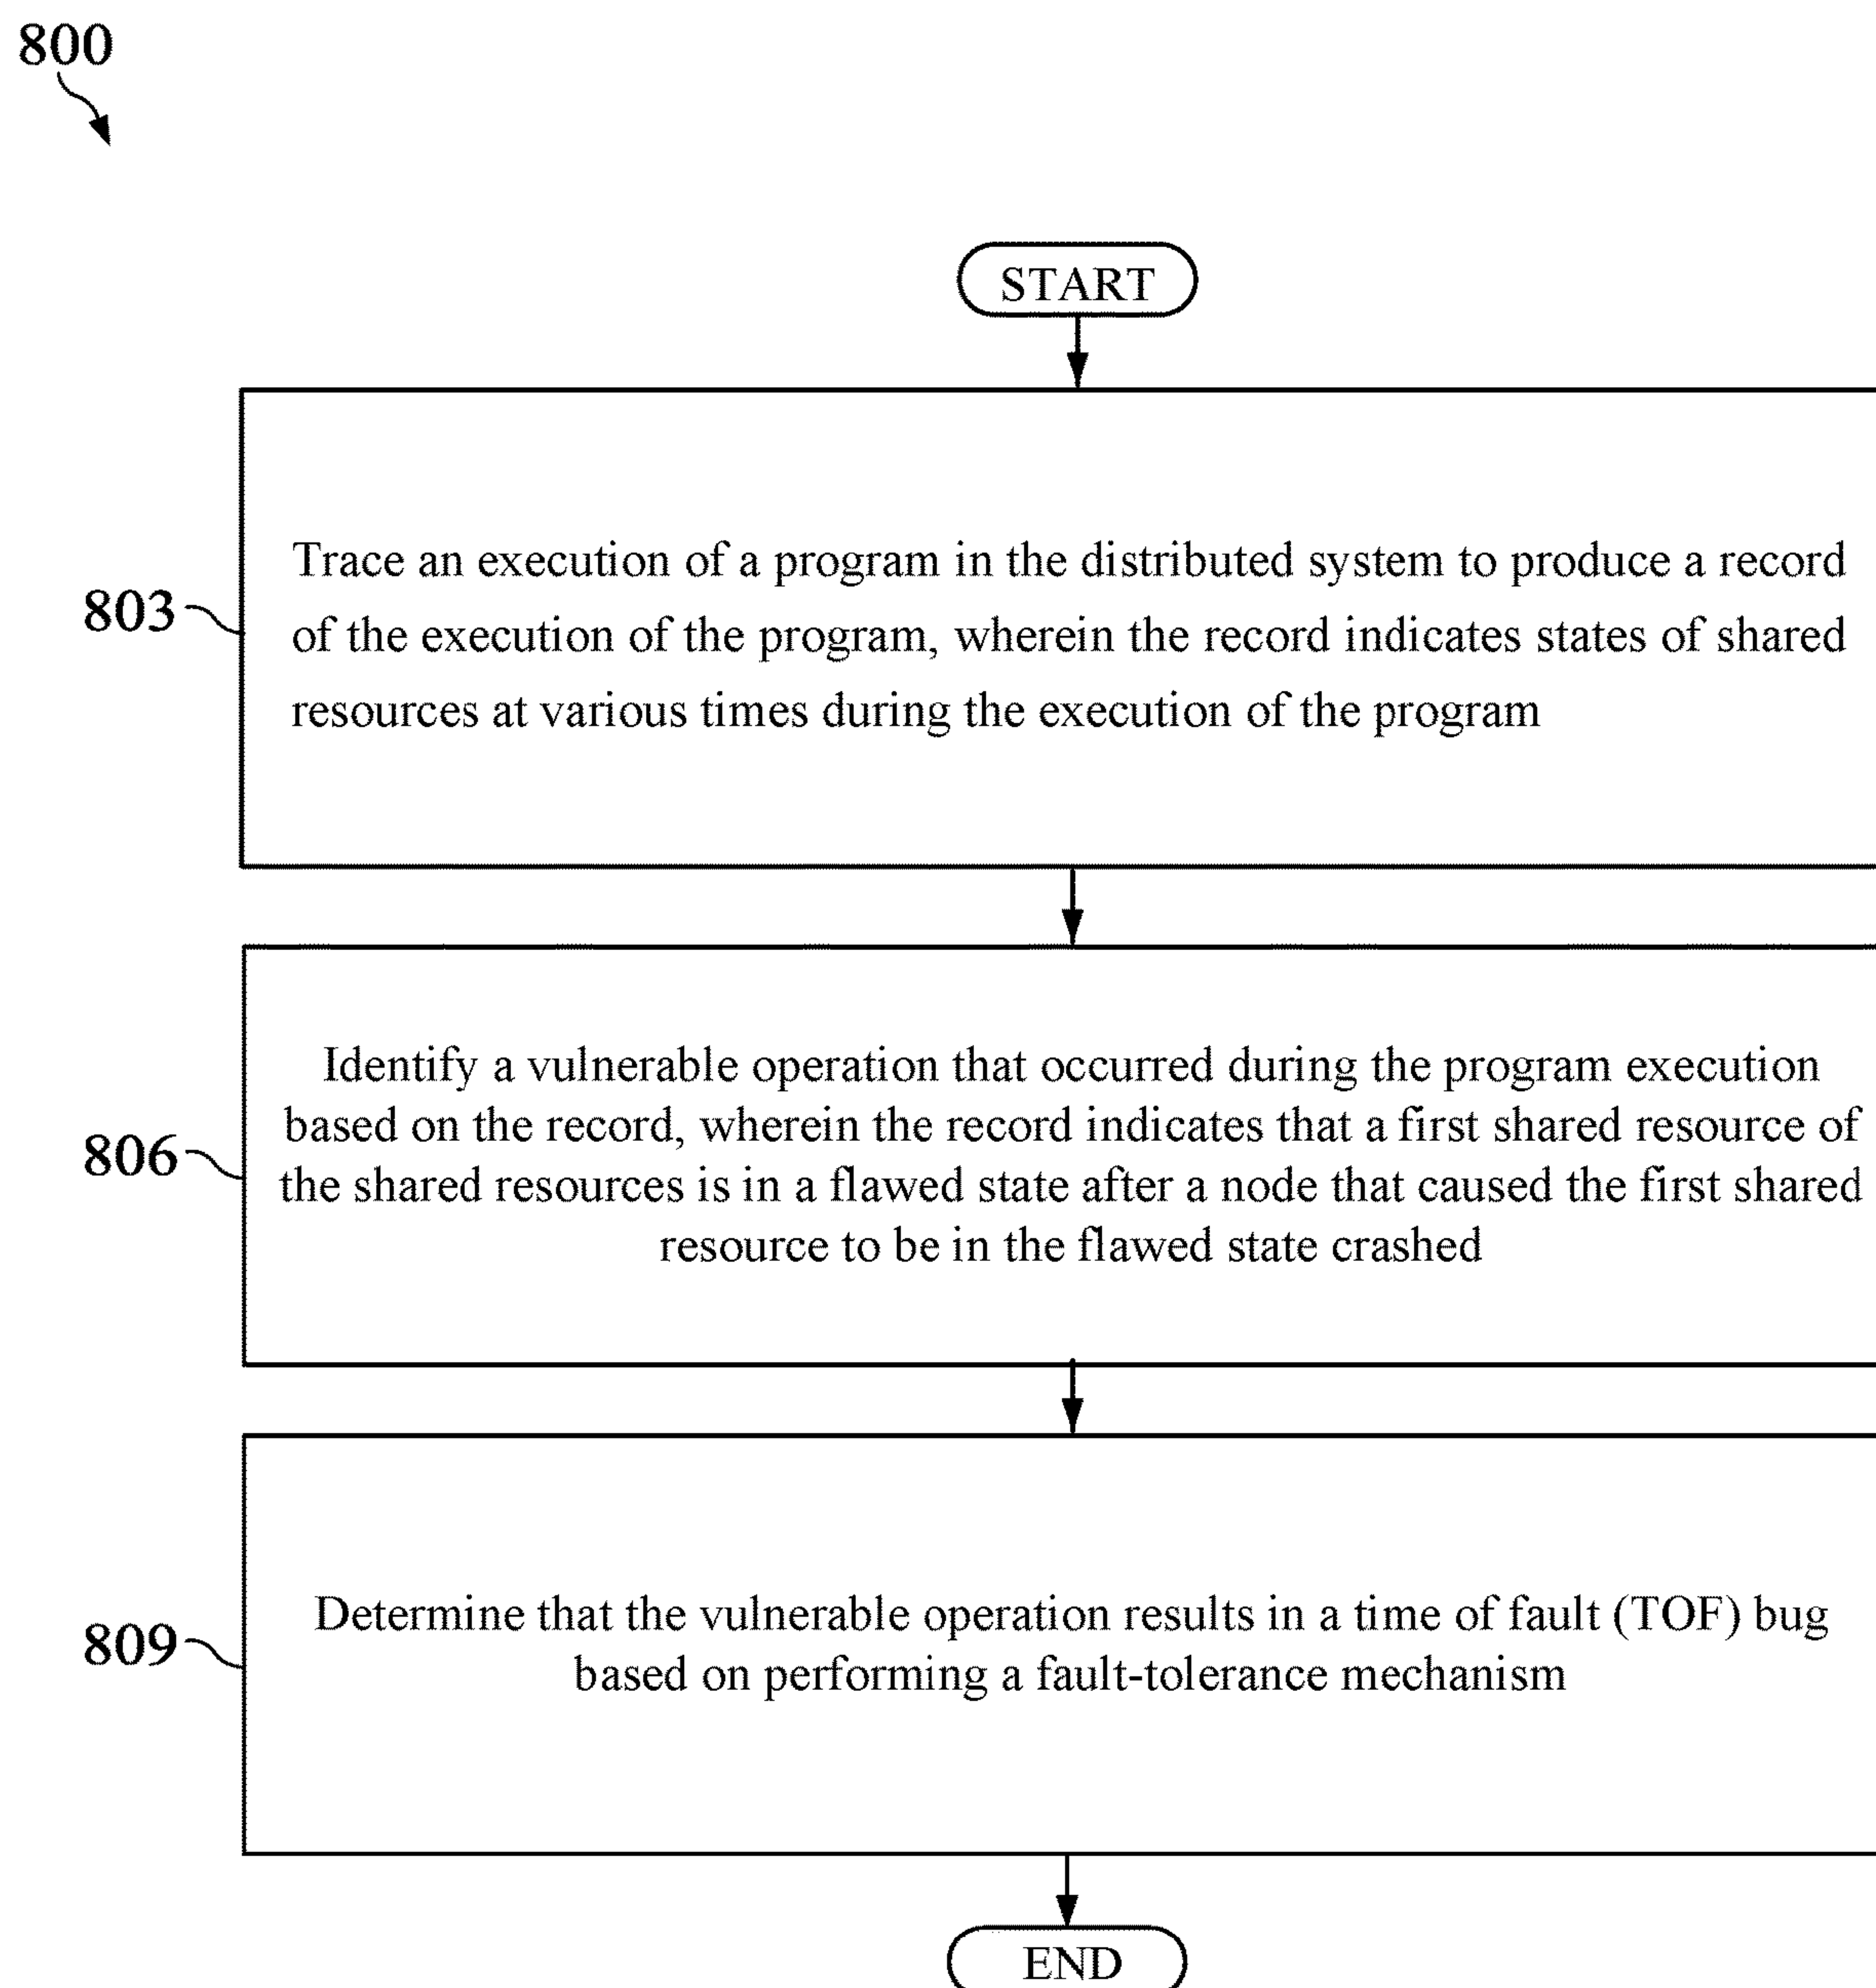 800
START
803
Trace an execution of a program in the distributed system to produce a record
of the execution of the program, wherein the record indicates states of shared
resources at various times during the execution of the program
806
Identify a vulnerable operation that occurred during the program execution
based on the record, wherein the record indicates that a first shared resource of
the shared resources is in a flawed state after a node that caused the first shared
resource to be in the flawed state crashed
809
Determine that the vulnerable operation results in a time of fault (TOF) bug
based on performing a fault-tolerance mechanism
END